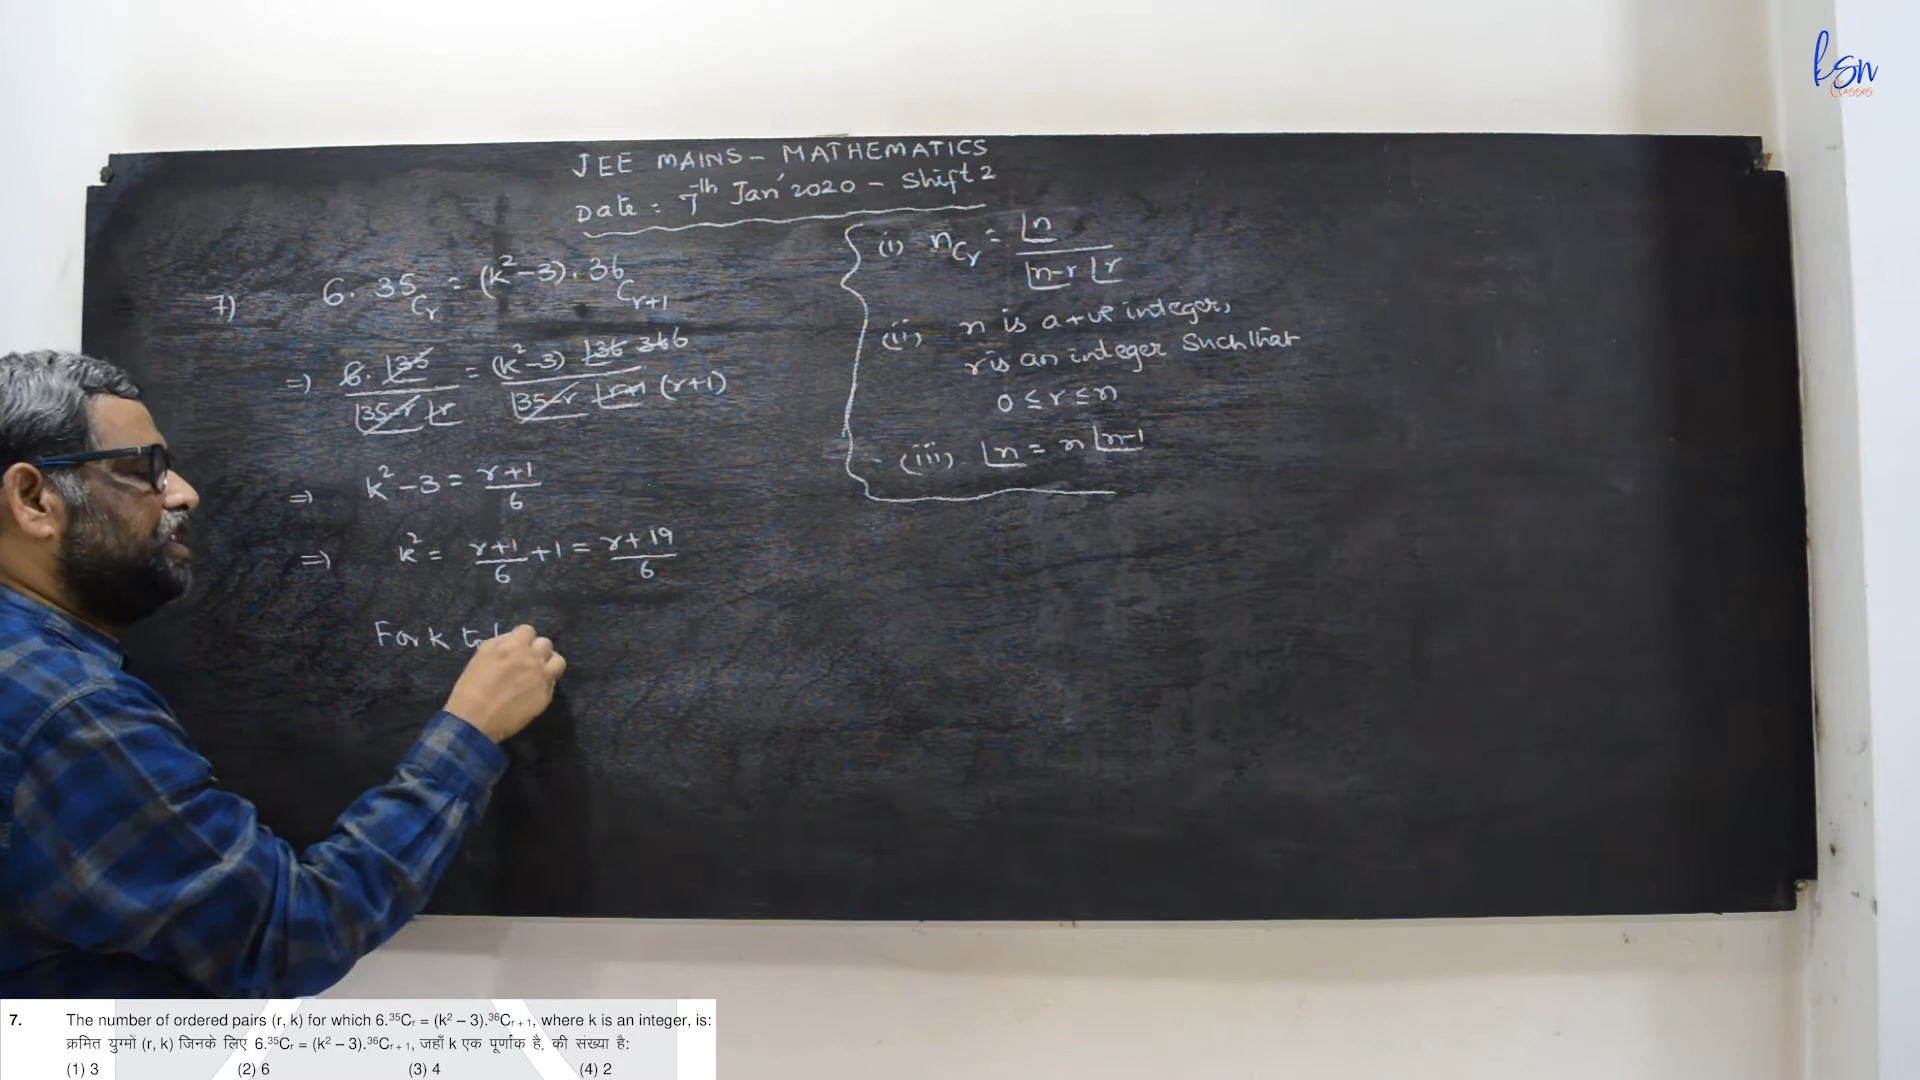 ksn
Classes
JEE MAINS - MATHEMATICS
Date : 7th Jan' 2020 - Shift 2
7) 6. 35Cr = (k²-3). 36Cr+1
=) 6. ⌊35 / ⌊35-r ⌊r = (k²-3) ⌊36 366 / ⌊35-r ⌊r+1 (r+1)
=) k²-3 = r+1 / 6
=) k² = r+1 / 6 + 1 = r+19 / 6
For k to
(i) nCr = ⌊n / ⌊n-r ⌊r
(ii) n is a +ve integer,
r is an integer Such that
0 ≤ r ≤ n
(iii) ⌊n = n ⌊n-1
7. The number of ordered pairs (r, k) for which 6.³⁵Cᵣ = (k² – 3).³⁶Cᵣ₊₁, where k is an integer, is:
क्रमित युग्मों (r, k) जिनके लिए 6.³⁵Cᵣ = (k² – 3).³⁶Cᵣ₊₁, जहाँ k एक पूर्णांक है, की संख्या है:
(1) 3 (2) 6 (3) 4 (4) 2